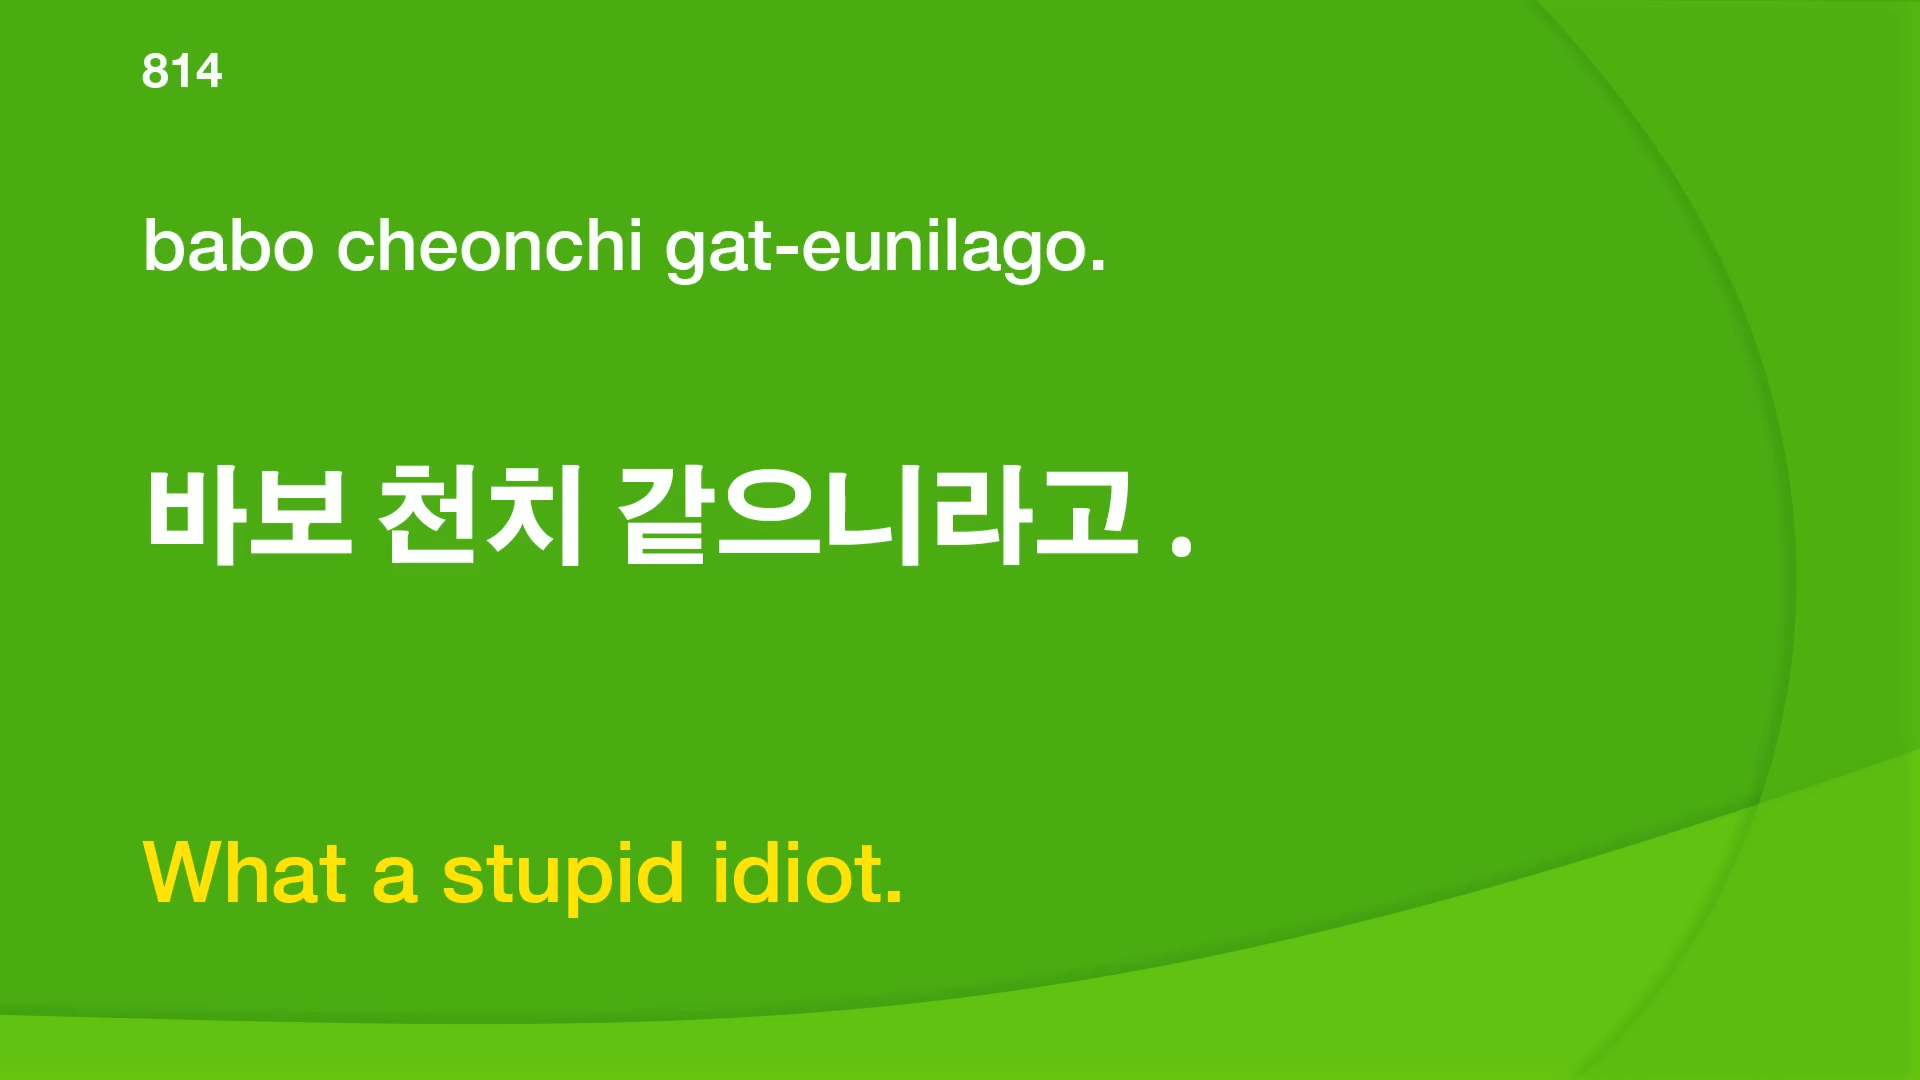 814
babo cheonchi gat-eunilago.
바보 천치 같으니라고 .
What a stupid idiot.